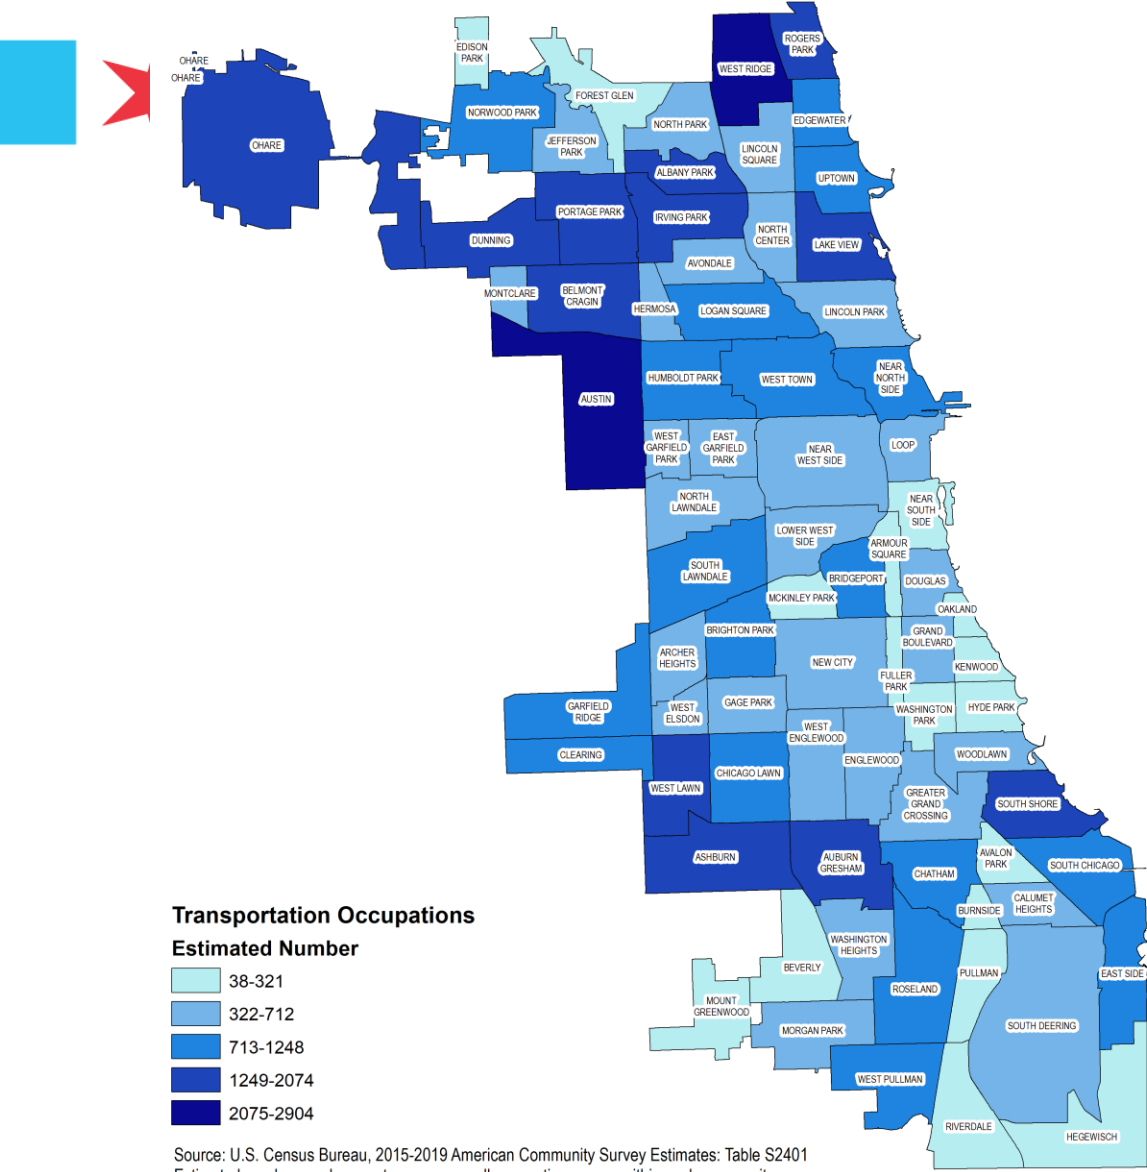 EDISON
PARK
ROGERS
PARK
OHARE
OHARE
WEST RIDGE
FOREST GLEN
NORWOOD PARK
EDGEWATER
NORTH PARK
OHARE
JEFFERSON
PARK
LINCOLN
SQUARE
ALBANY PARK
UPTOWN
PORTAGE PARK
IRVING PARK
NORTH
CENTER
DUNNING
LAKE VIEW
AVONDALE
MONTCLARE
BELMONT
CRAGIN
HERMOSA
LOGAN SQUARE
LINCOLN PARK
HUMBOLDT PARK
WEST TOWN
NEAR
NORTH
SIDE
AUSTIN
WEST
GARFIELD
PARK
EAST
GARFIELD
PARK
NEAR
WEST SIDE
LOOP
NORTH
LAWNDALE
NEAR
SOUTH
SIDE
LOWER WEST
SIDE
ARMOUR
SQUARE
SOUTH
LAWNDALE
BRIDGEPORT
DOUGLAS
MCKINLEY PARK
OAKLAND
BRIGHTON PARK
GRAND
BOULEVARD
ARCHER
HEIGHTS
NEW CITY
KENWOOD
FULLER
PARK
GARFIELD
RIDGE
WEST
ELSDON
GAGE PARK
WASHINGTON
PARK
HYDE PARK
WEST
ENGLEWOOD
CLEARING
ENGLEWOOD
WOODLAWN
CHICAGO LAWN
WEST LAWN
GREATER
GRAND
CROSSING
SOUTH SHORE
ASHBURN
AUBURN
GRESHAM
AVALON
PARK
SOUTH CHICAGO
CHATHAM
CALUMET
HEIGHTS
BURNSIDE
Transportation Occupations
Estimated Number
38-321
322-712
713-1248
1249-2074
2075-2904
WASHINGTON
HEIGHTS
BEVERLY
PULLMAN
EAST SIDE
ROSELAND
MOUNT
GREENWOOD
MORGAN PARK
SOUTH DEERING
WEST PULLMAN
RIVERDALE
HEGEWISCH
Source: U.S. Census Bureau, 2015-2019 American Community Survey Estimates: Table S2401